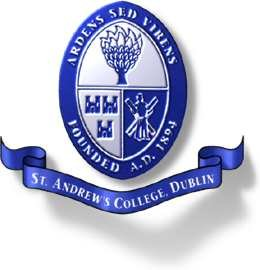 ARDENS SED VIRENS
FOUNDED A.D. 1894
ST. ANDREW'S COLLEGE, DUBLIN